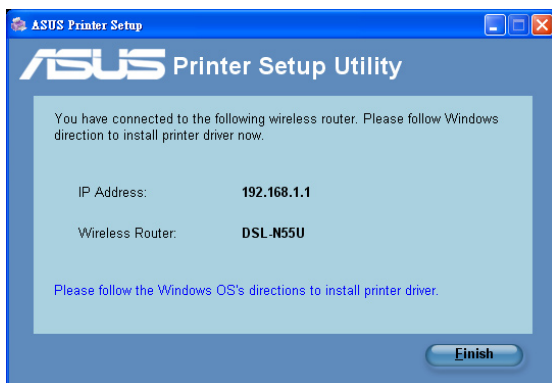 ASUS Printer Setup
ASUS Printer Setup Utility
You have connected to the following wireless router. Please follow Windows
direction to install printer driver now.
IP Address: 192.168.1.1
Wireless Router: DSL-N55U
Please follow the Windows OS's directions to install printer driver.
Finish